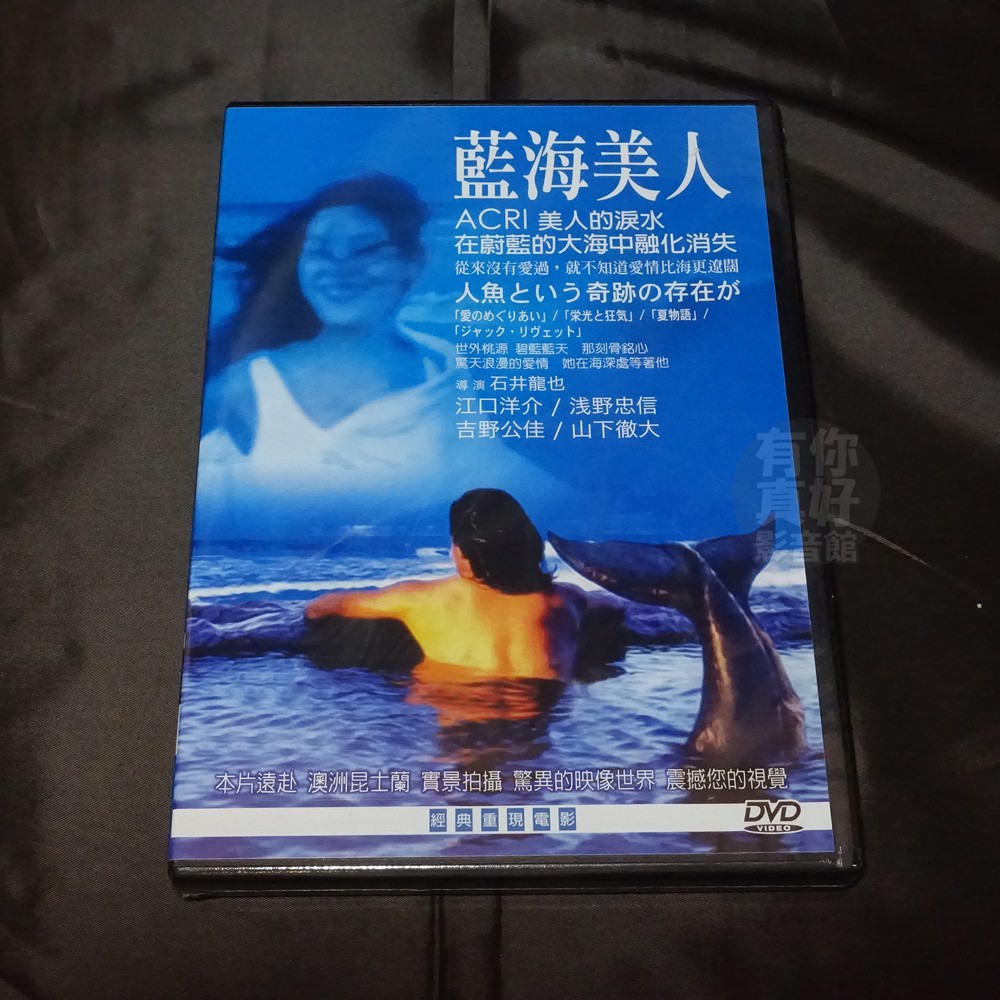 藍海美人
ACRI 美人的淚水
在蔚藍的大海中融化消失
從來沒有愛過，就不知道愛情比海更遼闊
人魚という奇跡の存在が
「愛のめぐりあい」/「栄光と狂気」/「夏物語」/
「ジャック・リヴェット」
世外桃源 碧藍藍天 那刻骨銘心
驚天浪漫的愛情 她在海深處等著他
導演 石井龍也
江口洋介 / 浅野忠信
吉野公佳 / 山下徹大
有你
真好
影音館
本片遠赴 澳洲昆士蘭 實景拍攝 驚異的映像世界 震撼您的視覺
經典重現電影
DVD
VIDEO